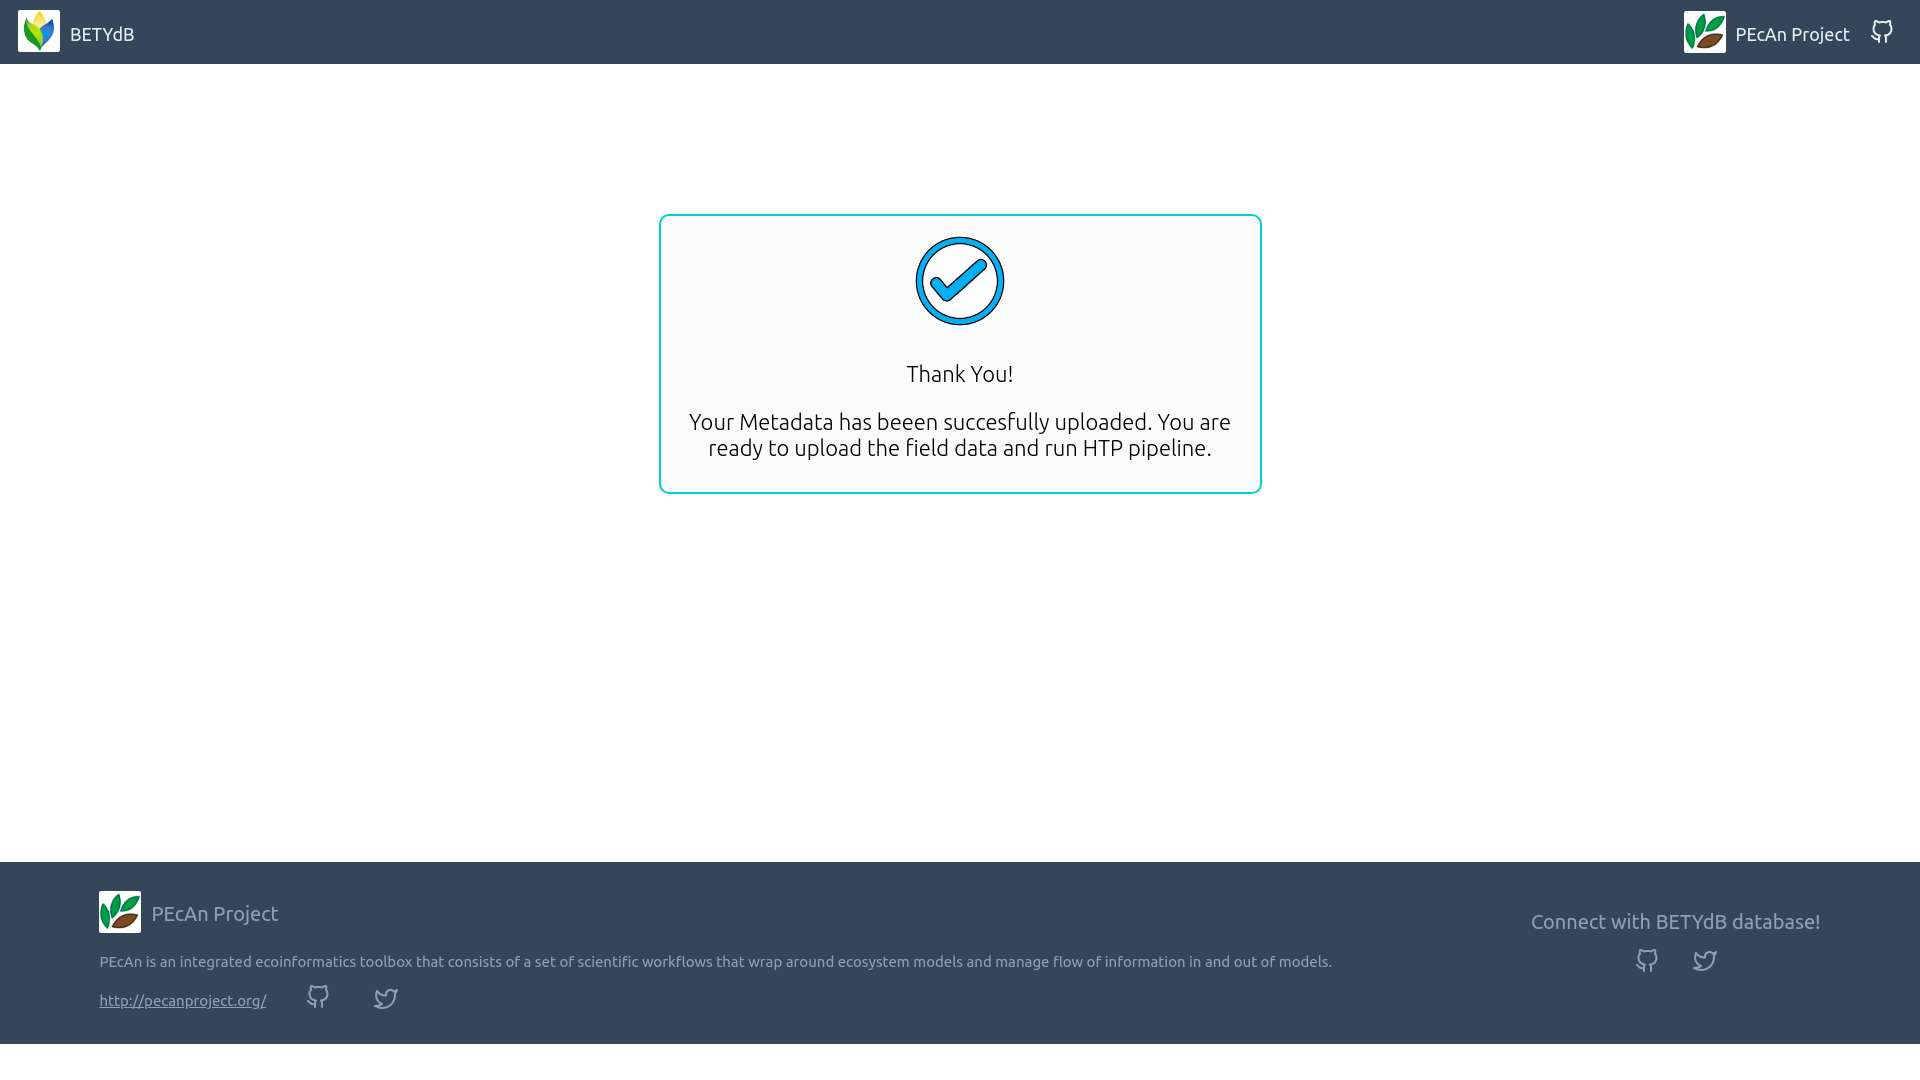 BETYdB
PEcAn Project
Thank You!
Your Metadata has beeen succesfully uploaded. You are
ready to upload the field data and run HTP pipeline.
PEcAn Project
PEcAn is an integrated ecoinformatics toolbox that consists of a set of scientific workflows that wrap around ecosystem models and manage flow of information in and out of models.
http://pecanproject.org/
Connect with BETYdB database!